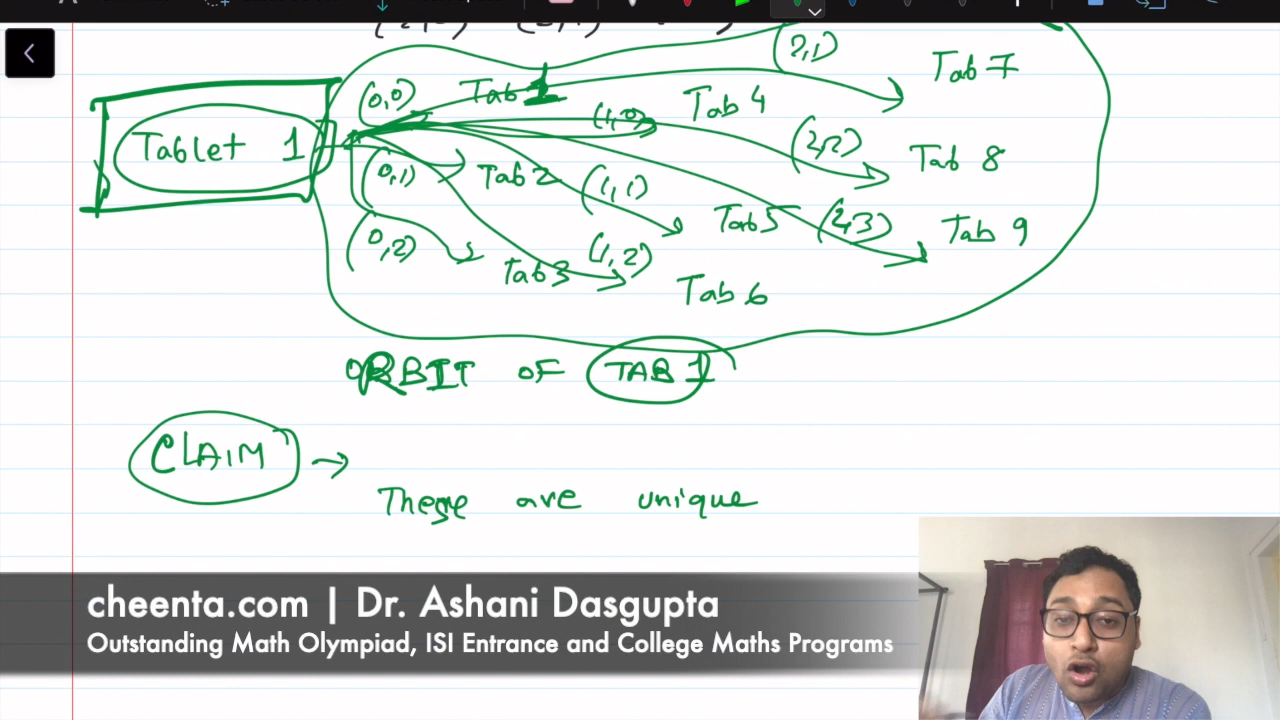 (0,0) Tab 1 (2,1) Tab 7
Tablet 1 (1,0) Tab 4
(0,1) Tab 2 (1,1) (2,2) Tab 8
(0,2) Tab 3 (1,2) Tab 5 (2,3) Tab 9
Tab 6
ORBIT OF TAB 1
CLAIM →
These are unique
cheenta.com | Dr. Ashani Dasgupta
Outstanding Math Olympiad, ISI Entrance and College Maths Programs